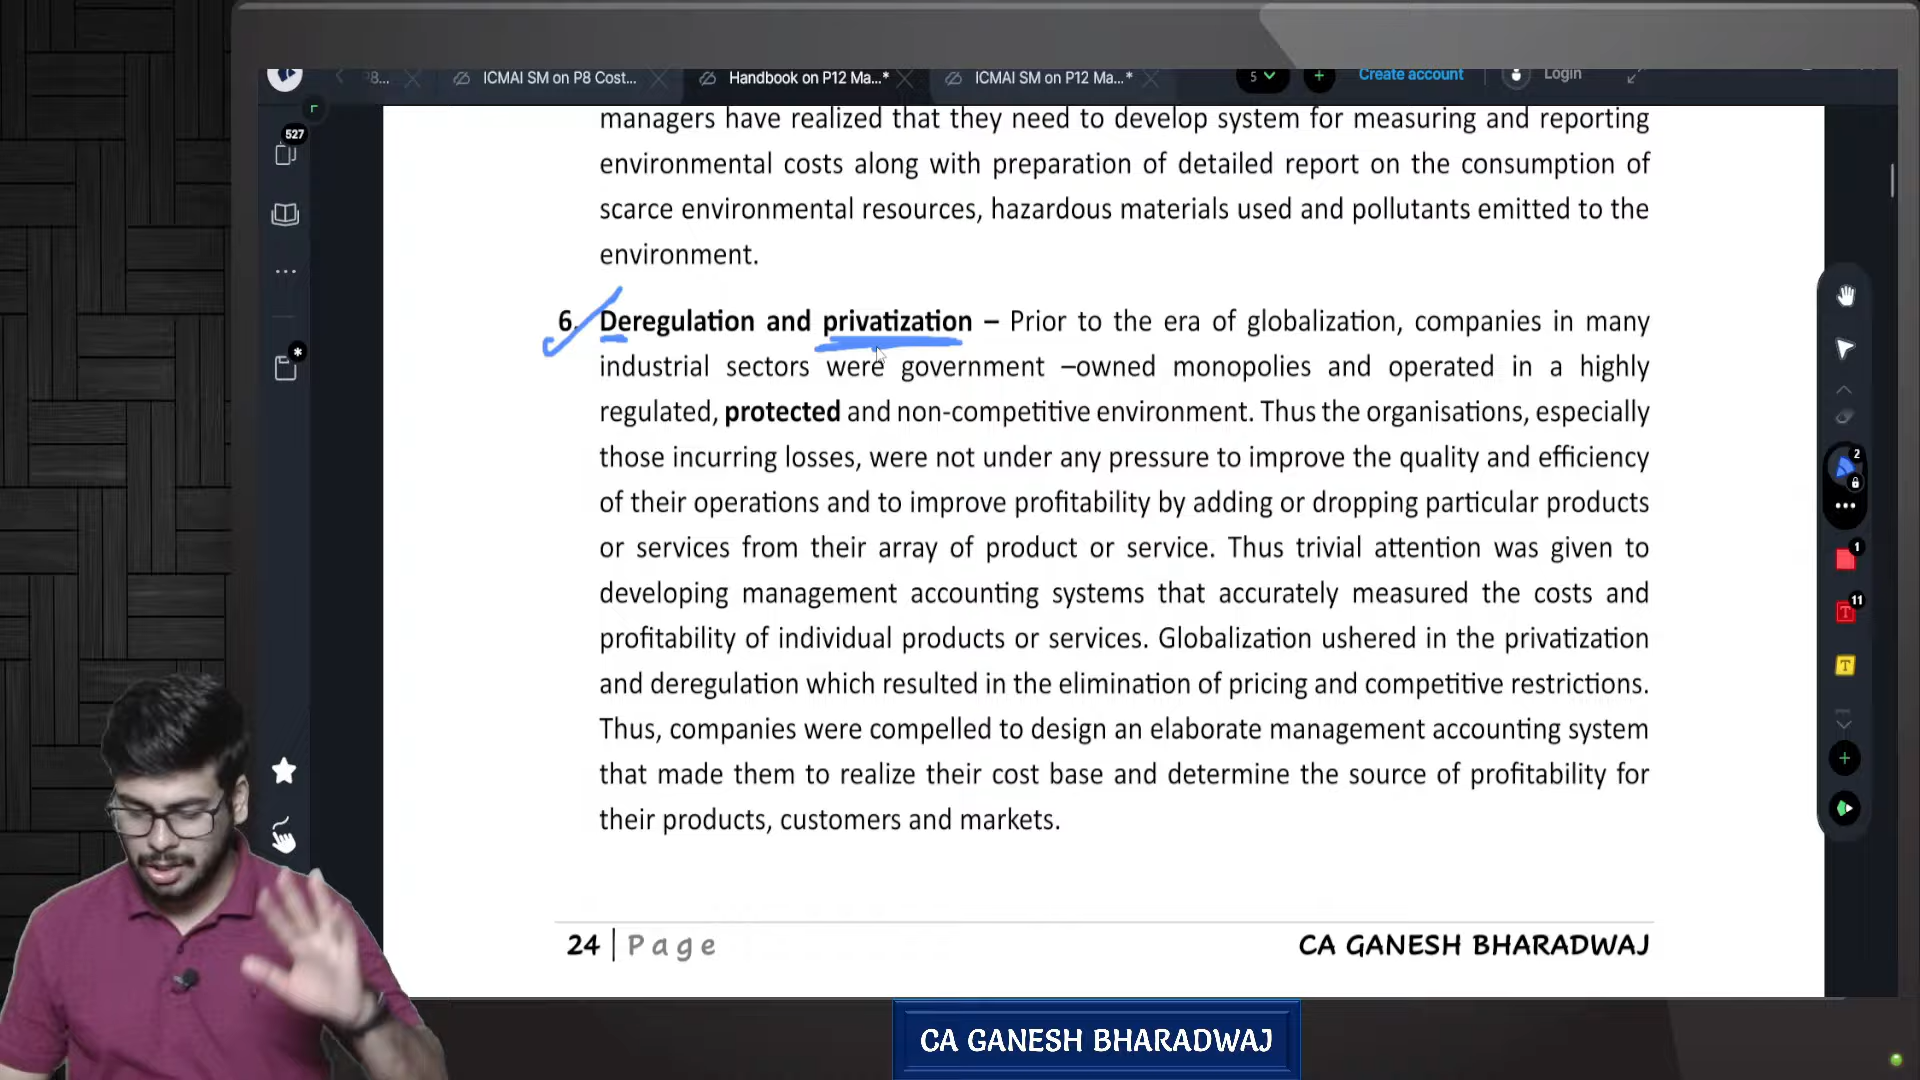 P8...
ICMAI SM on P8 Cost...
Handbook on P12 Ma...*
ICMAI SM on P12 Ma...*
5
Create account
Login
527
managers have realized that they need to develop system for measuring and reporting
environmental costs along with preparation of detailed report on the consumption of
scarce environmental resources, hazardous materials used and pollutants emitted to the
environment.
6. Deregulation and privatization – Prior to the era of globalization, companies in many
industrial sectors were government –owned monopolies and operated in a highly
regulated, protected and non-competitive environment. Thus the organisations, especially
those incurring losses, were not under any pressure to improve the quality and efficiency
of their operations and to improve profitability by adding or dropping particular products
or services from their array of product or service. Thus trivial attention was given to
developing management accounting systems that accurately measured the costs and
profitability of individual products or services. Globalization ushered in the privatization
and deregulation which resulted in the elimination of pricing and competitive restrictions.
Thus, companies were compelled to design an elaborate management accounting system
that made them to realize their cost base and determine the source of profitability for
their products, customers and markets.
2
1
11
T
T
24 | Page
CA GANESH BHARADWAJ
CA GANESH BHARADWAJ